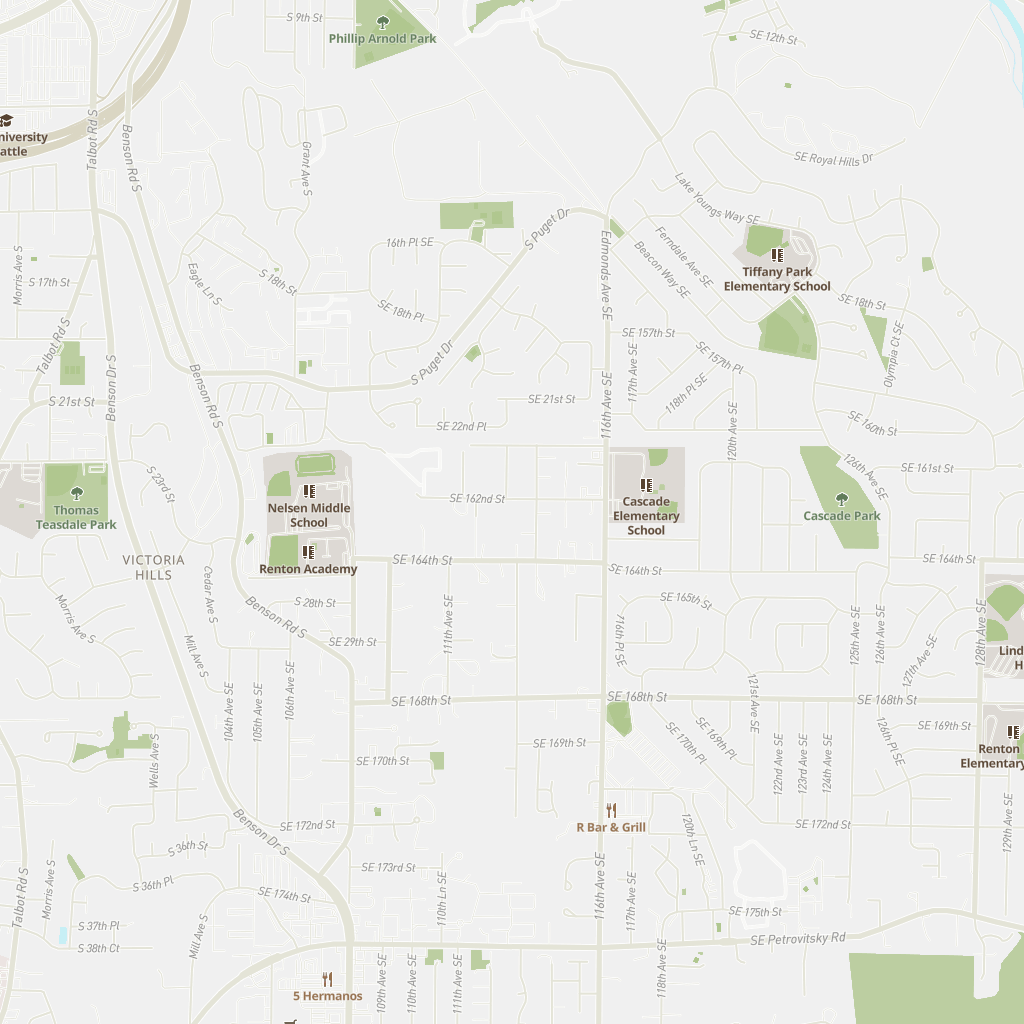 S 9th St
Phillip Arnold Park
SE 12th St
Talbot Rd S
Benson Rd S
Grant Ave S
SE Royal Hills Dr
Lake Youngs Way SE
16th Pl SE
S Puget Dr
Edmonds Ave SE
Ferndale Ave SE
Beacon Way SE
Tiffany Park
Elementary School
Morris Ave S
S 17th St
Eagle Ln S
S 18th St
SE 18th Pl
SE 18th St
SE 157th St
SE 157th Pl
Olympia Ct SE
117th Ave SE
118th Pl SE
Talbot Rd S
S Puget Dr
Benson Dr S
Benson Rd S
S 21st St
SE 21st St
116th Ave SE
120th Ave SE
SE 160th St
SE 22nd Pl
S 23rd St
126th Ave SE
SE 161st St
Nelsen Middle
School
SE 162nd St
Cascade
Elementary
School
Cascade Park
Thomas
Teasdale Park
VICTORIA
HILLS
Renton Academy
SE 164th St
SE 164th St
SE 164th St
Cedar Ave S
S 28th St
SE 165th St
Morris Ave S
Mill Ave S
Benson Rd S
111th Ave SE
SE 29th St
116th Pl SE
125th Ave SE
126th Ave SE
127th Ave SE
128th Ave SE
104th Ave SE
105th Ave SE
106th Ave SE
SE 168th St
SE 168th St
SE 168th St
121st Ave SE
Wells Ave S
SE 169th St
SE 170th Pl
SE 169th Pl
126th Pl SE
SE 169th St
SE 170th St
122nd Ave SE
123rd Ave SE
124th Ave SE
Renton
Elementary
R Bar & Grill
Benson Dr S
SE 172nd St
120th Ln SE
SE 172nd St
129th Ave SE
S 36th St
S 36th Pl
SE 173rd St
SE 174th St
Talbot Rd S
Morris Ave S
110th Ln SE
116th Ave SE
117th Ave SE
SE 175th St
S 37th Pl
S 38th Ct
Mill Ave S
SE Petrovitsky Rd
5 Hermanos
109th Ave SE
110th Ave SE
111th Ave SE
118th Ave SE